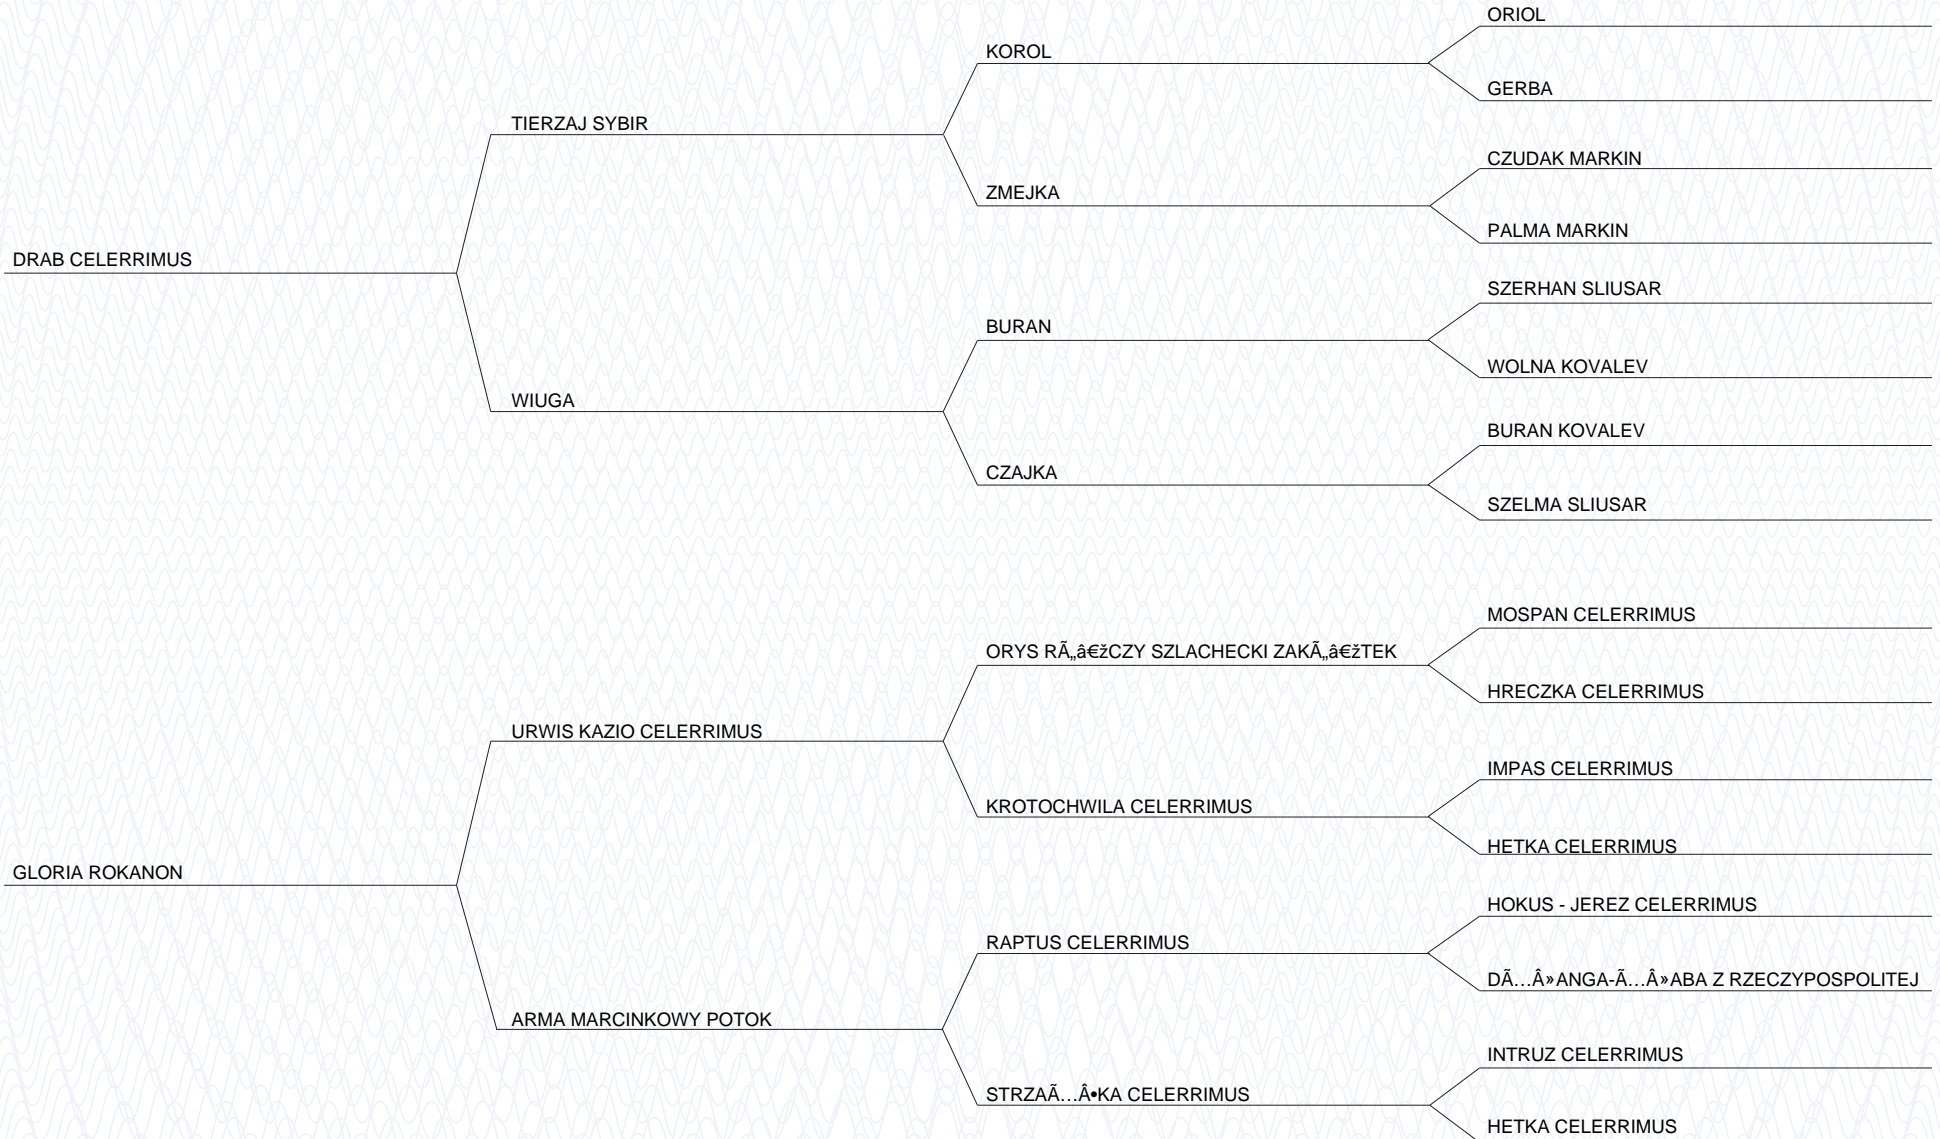 ORIOL
KOROL
GERBA
TIERZAJ SYBIR
CZUDAK MARKIN
ZMEJKA
PALMA MARKIN
DRAB CELERRIMUS
SZERHAN SLIUSAR
BURAN
WOLNA KOVALEV
WIUGA
BURAN KOVALEV
CZAJKA
SZELMA SLIUSAR
MOSPAN CELERRIMUS
ORYS RÃ„â€žCZY SZLACHECKI ZAKÃ„â€žTEK
HRECZKA CELERRIMUS
URWIS KAZIO CELERRIMUS
IMPAS CELERRIMUS
KROTOCHWILA CELERRIMUS
HETKA CELERRIMUS
GLORIA ROKANON
HOKUS - JEREZ CELERRIMUS
RAPTUS CELERRIMUS
DÃ…Â»ANGA-Ã…Â»ABA Z RZECZYPOSPOLITEJ
ARMA MARCINKOWY POTOK
INTRUZ CELERRIMUS
STRZAÃ…Â•KA CELERRIMUS
HETKA CELERRIMUS